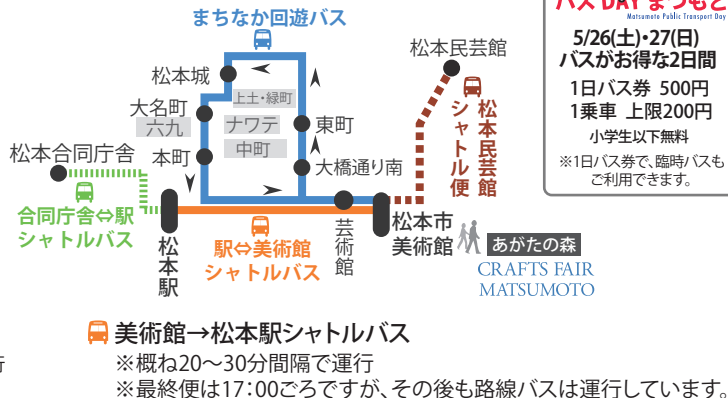 バス DAY まつもと
Matsumoto Public Transport Day
5/26(土)・27(日)
バスがお得な2日間
1日バス券 500円
1乗車 上限200円
小学生以下無料
※1日バス券で、臨時バスも
ご利用できます。
まちなか回遊バス
松本城
大名町
六九
本町
上土・緑町
ナワテ
中町
東町
大橋通り南
松本民芸館
松本民芸館
シャトル便
松本合同庁舎
合同庁舎⇔駅
シャトルバス
松本駅
駅⇔美術館
シャトルバス
芸術館
松本市
美術館
あがたの森
CRAFTS FAIR
MATSUMOTO
美術館→松本駅シャトルバス
行
※概ね20～30分間隔で運行
※最終便は17:00ごろですが、その後も路線バスは運行しています。